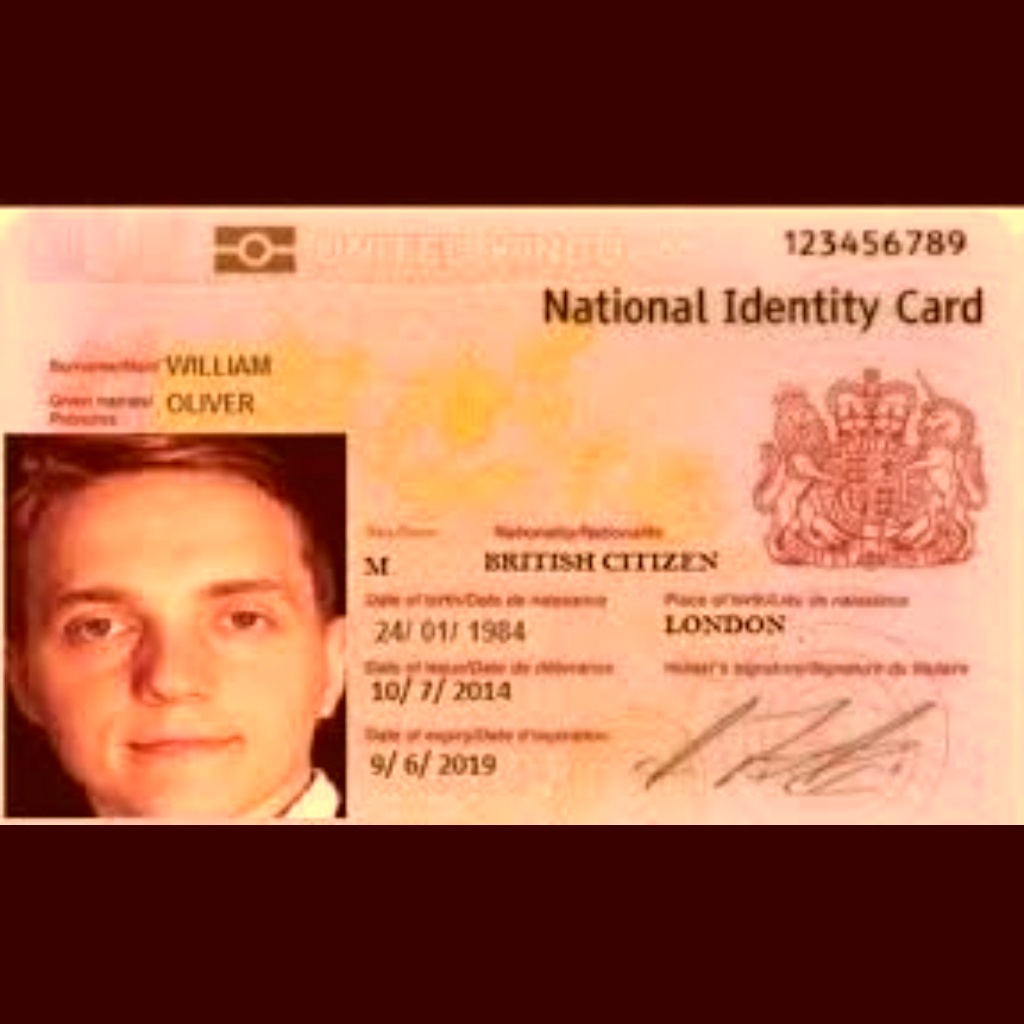 UNITED KINGDOM
123456789
National Identity Card
Surname/Nom WILLIAM
Given names/ OLIVER
Prénoms
Nationality/Nationalité
M BRITISH CITIZEN
Date of birth/Date de naissance Place of birth/Lieu de naissance
24/ 01/ 1984 LONDON
Date of issue/Date de délivrance Holder's signature/Signature du titulaire
10/ 7/ 2014
Date of expiry/Date d'expiration
9/ 6/ 2019